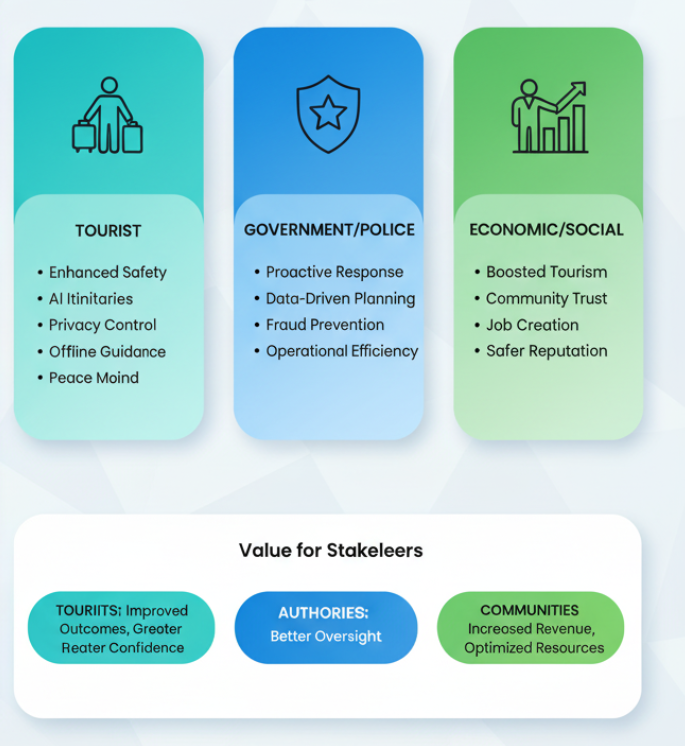 TOURIST
• Enhanced Safety
• AI Itinitaries
• Privacy Control
• Offline Guidance
• Peace Moind
GOVERNMENT/POLICE
• Proactive Response
• Data-Driven Planning
• Fraud Prevention
• Operational Efficiency
ECONOMIC/SOCIAL
• Boosted Tourism
• Community Trust
• Job Creation
• Safer Reputation
Value for Stakeleers
TOURIITS: Improved
Outcomes, Greater
Reater Confidence
AUTHORIES:
Better Oversight
COMMUNITIES
Increosed Revenue,
Optimized Resources